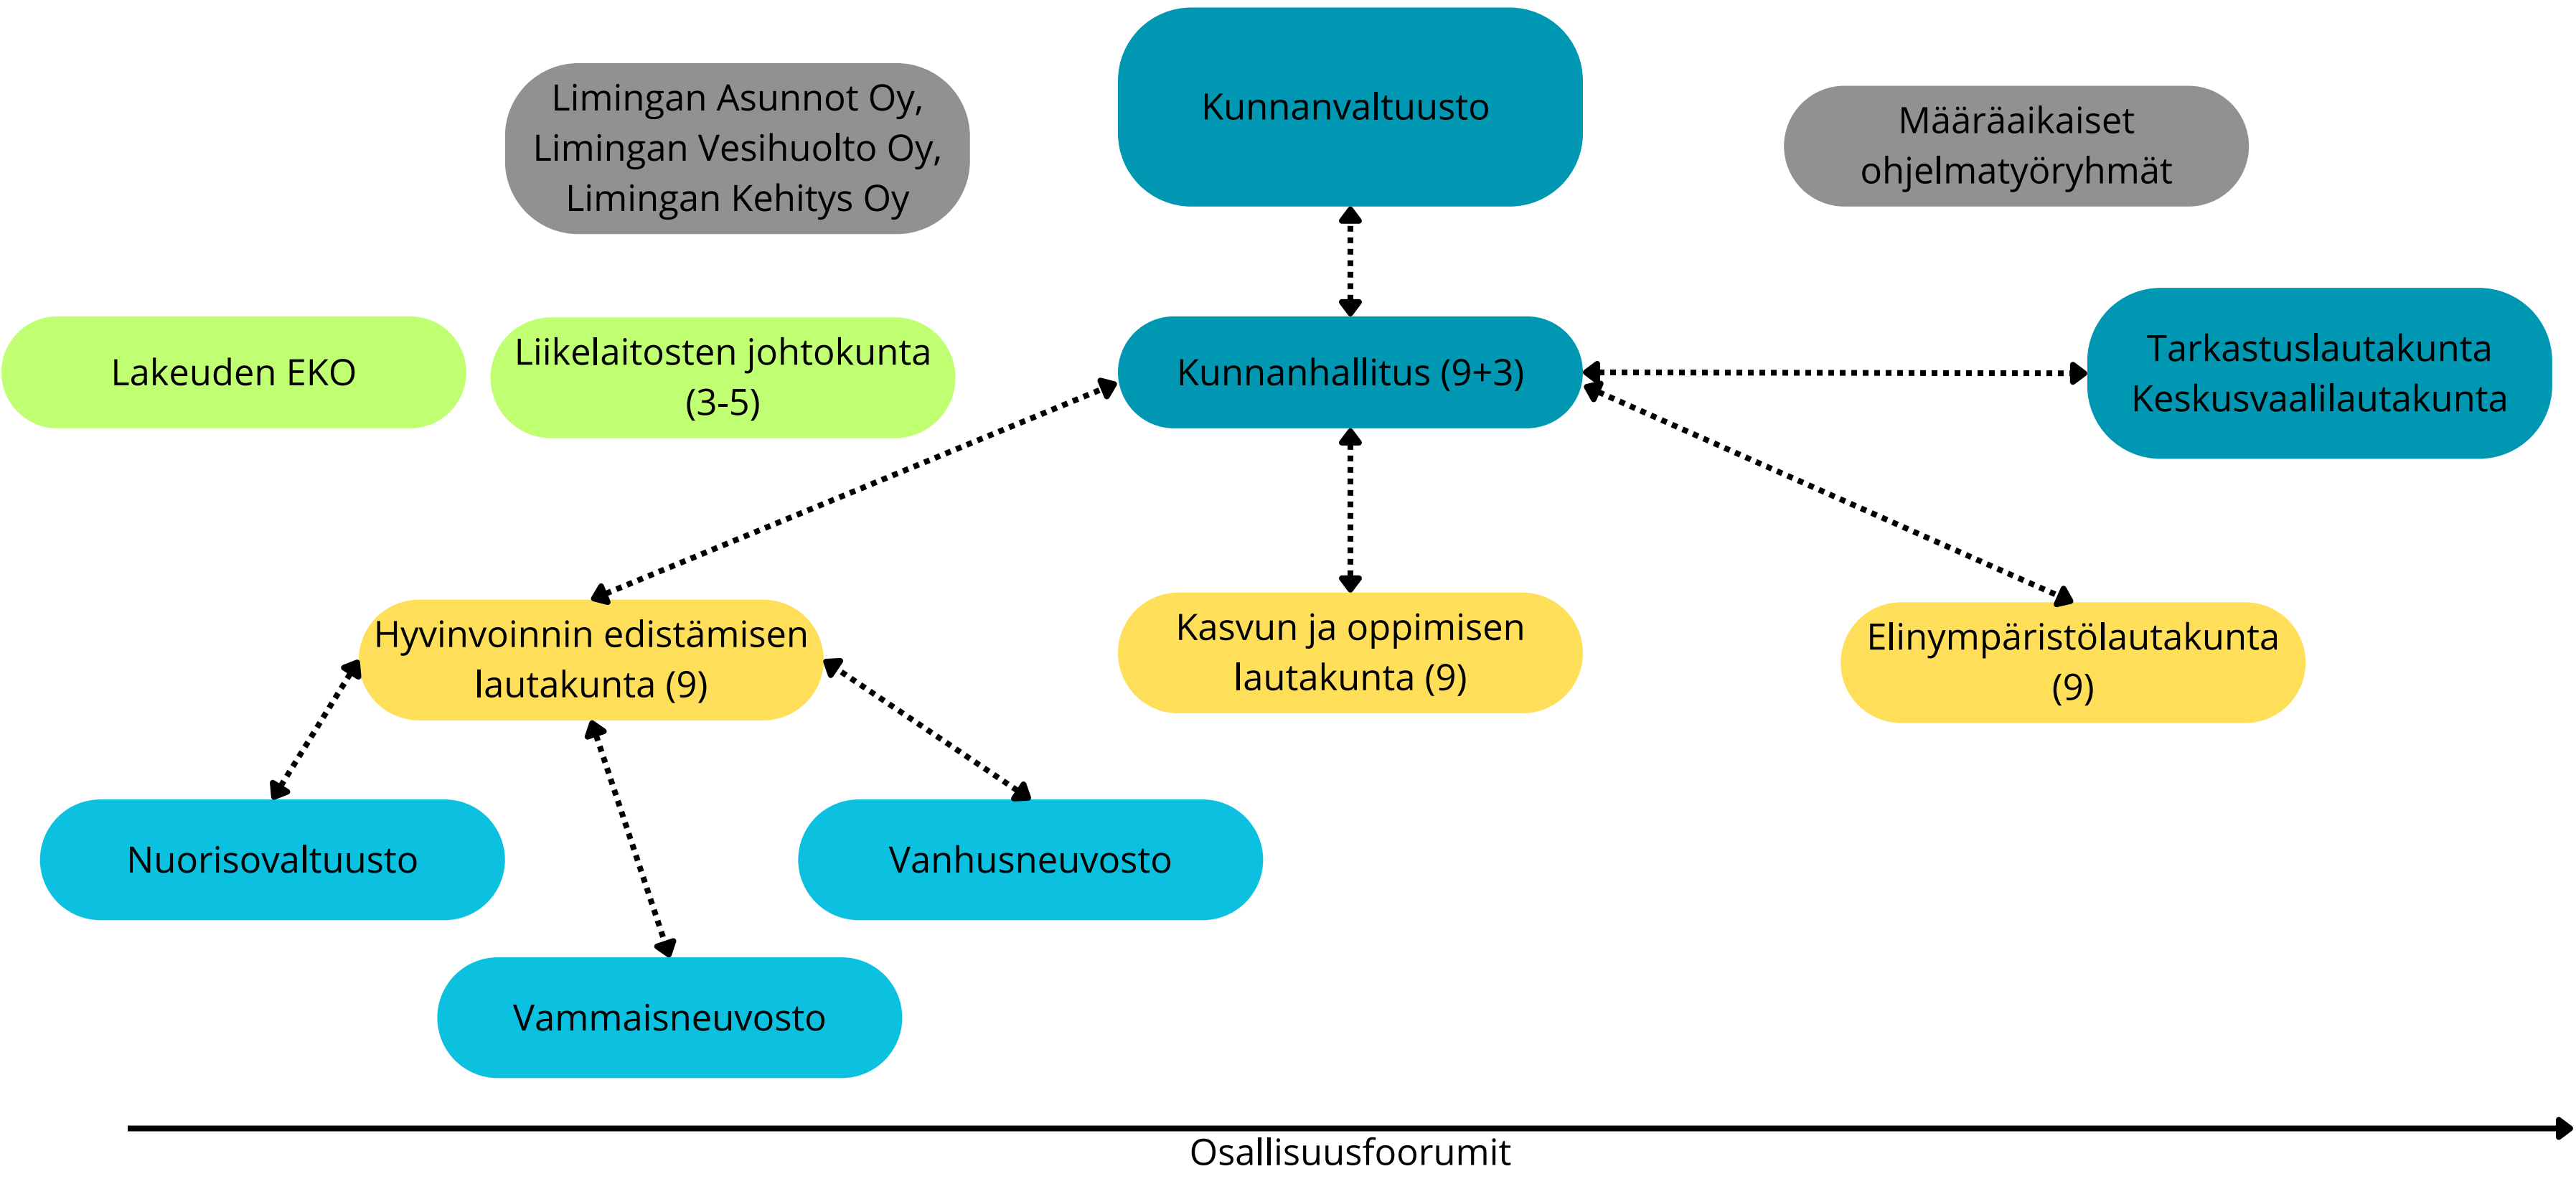 Kunnanvaltuusto
Limingan Asunnot Oy,
Limingan Vesihuolto Oy,
Limingan Kehitys Oy
Määräaikaiset
ohjelmatyöryhmät
Lakeuden EKO
Liikelaitosten johtokunta
(3-5)
Kunnanhallitus (9+3)
Tarkastuslautakunta
Keskusvaalilautakunta
Hyvinvoinnin edistämisen
lautakunta (9)
Kasvun ja oppimisen
lautakunta (9)
Elinympäristölautakunta
(9)
Nuorisovaltuusto
Vanhusneuvosto
Vammaisneuvosto
Osallisuusfoorumit